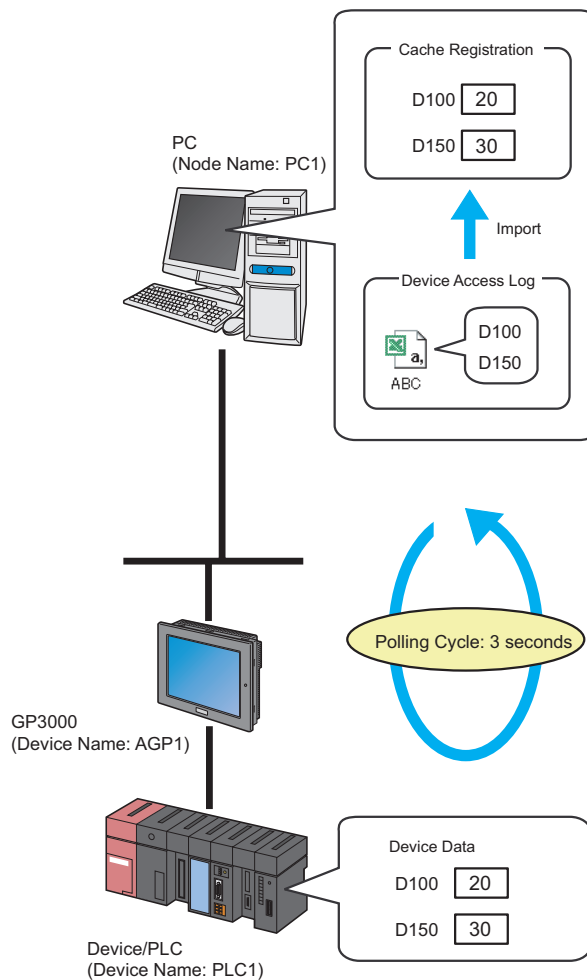 Cache Registration
D100 20
D150 30
PC
(Node Name: PC1)
Import
Device Access Log
D100
D150
a,
ABC
Polling Cycle: 3 seconds
GP3000
(Device Name: AGP1)
Device Data
D100 20
D150 30
Device/PLC
(Device Name: PLC1)